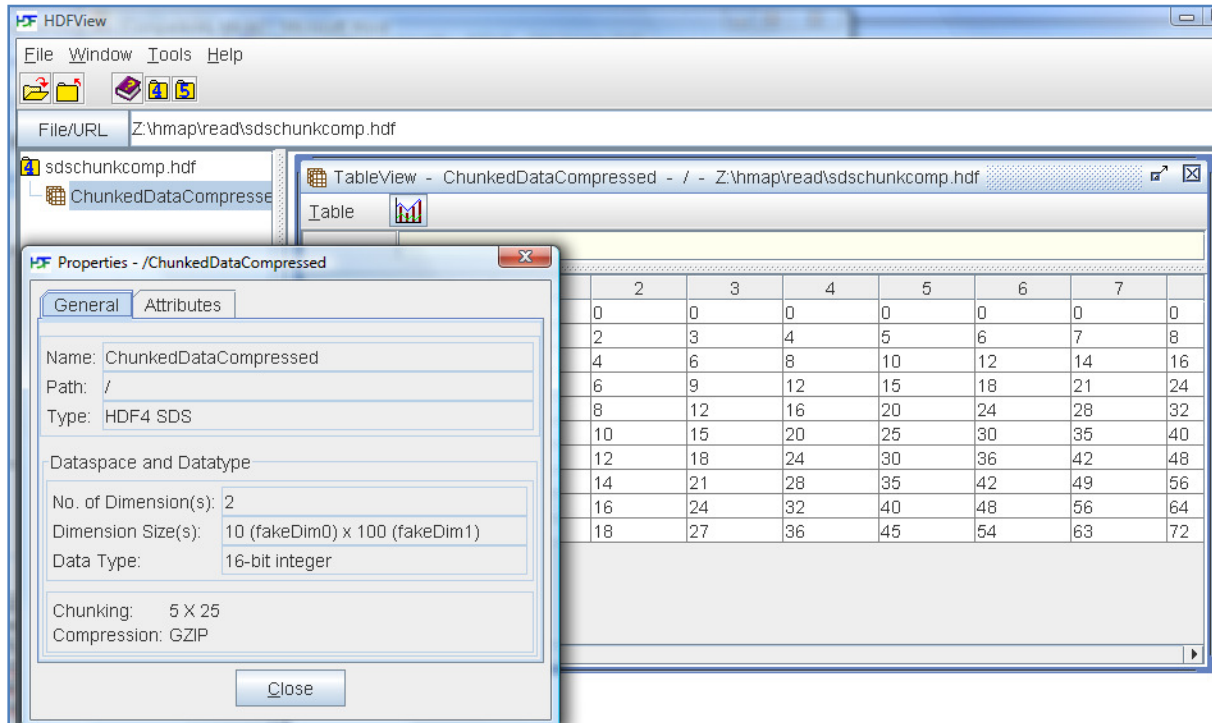 HDFView
File Window Tools Help
4 5
File/URL Z:\hmap\read\sdschunkcomp.hdf
4 sdschunkcomp.hdf
ChunkedDataCompresse
TableView - ChunkedDataCompressed - / - Z:\hmap\read\sdschunkcomp.hdf
Table
2 3 4 5 6 7
0 0 0 0 0 0 0
2 3 4 5 6 7 8
4 6 8 10 12 14 16
6 9 12 15 18 21 24
8 12 16 20 24 28 32
10 15 20 25 30 35 40
12 18 24 30 36 42 48
14 21 28 35 42 49 56
16 24 32 40 48 56 64
18 27 36 45 54 63 72
Properties - /ChunkedDataCompressed
General Attributes
Name: ChunkedDataCompressed
Path: /
Type: HDF4 SDS
Dataspace and Datatype
No. of Dimension(s): 2
Dimension Size(s): 10 (fakeDim0) x 100 (fakeDim1)
Data Type: 16-bit integer
Chunking: 5 X 25
Compression: GZIP
Close